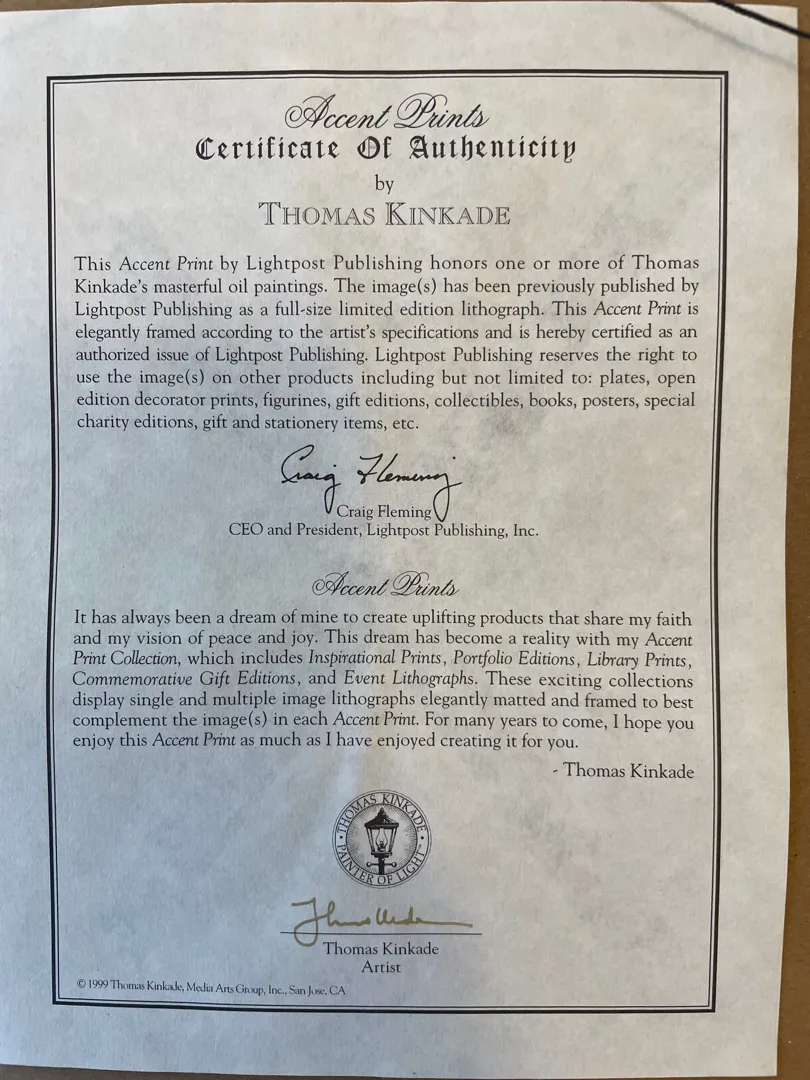 Accent Prints
Certificate Of Authenticity
by
THOMAS KINKADE
This Accent Print by Lightpost Publishing honors one or more of Thomas
Kinkade's masterful oil paintings. The image(s) has been previously published by
Lightpost Publishing as a full-size limited edition lithograph. This Accent Print is
elegantly framed according to the artist's specifications and is hereby certified as an
authorized issue of Lightpost Publishing. Lightpost Publishing reserves the right to
use the image(s) on other products including but not limited to: plates, open
edition decorator prints, figurines, gift editions, collectibles, books, posters, special
charity editions, gift and stationery items, etc.
Craig Fleming
Craig Fleming
CEO and President, Lightpost Publishing, Inc.
Accent Prints
It has always been a dream of mine to create uplifting products that share my faith
and my vision of peace and joy. This dream has become a reality with my Accent
Print Collection, which includes Inspirational Prints, Portfolio Editions, Library Prints,
Commemorative Gift Editions, and Event Lithographs. These exciting collections
display single and multiple image lithographs elegantly matted and framed to best
complement the image(s) in each Accent Print. For many years to come, I hope you
enjoy this Accent Print as much as I have enjoyed creating it for you.
- Thomas Kinkade
THOMAS KINKADE
PAINTER OF LIGHT
Thomas Kinkade
Artist
© 1999 Thomas Kinkade, Media Arts Group, Inc., San Jose, CA